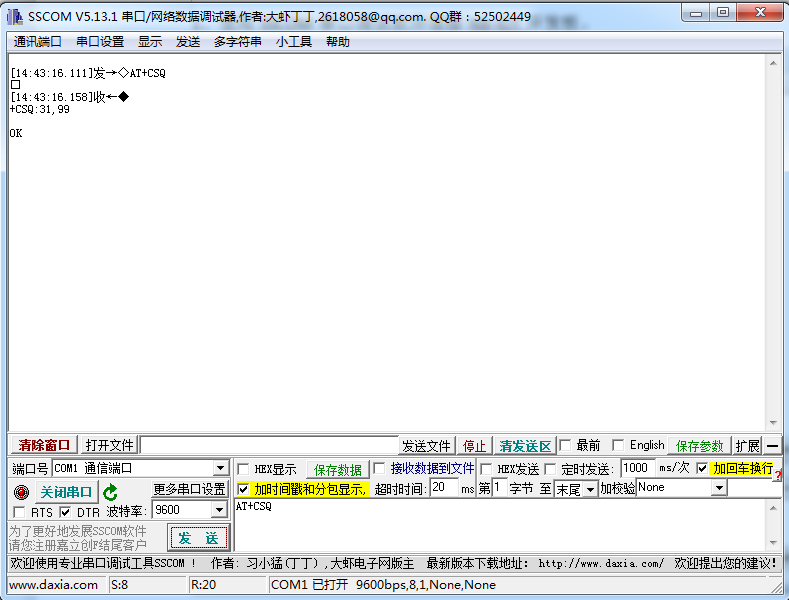 SSCOM V5.13.1 串口/网络数据调试器,作者:大虾丁丁,2618058@qq.com. QQ群：52502449
通讯端口 串口设置 显示 发送 多字符串 小工具 帮助
[14:43:16.111]发→◇AT+CSQ
□
[14:43:16.158]收←◆
+CSQ:31,99
OK
清除窗口 打开文件 发送文件 停止 清发送区 最前 English 保存参数 扩展 —
端口号 COM1 通信端口 HEX显示 保存数据 接收数据到文件 HEX发送 定时发送: 1000 ms/次 加回车换行
关闭串口 更多串口设置 加时间戳和分包显示, 超时时间: 20 ms 第 1 字节 至 末尾 加校验 None
RTS DTR 波特率: 9600 AT+CSQ
为了更好地发展SSCOM软件
请您注册嘉立创F结尾客户
发 送
欢迎使用专业串口调试工具SSCOM ! 作者: 习小猛(丁丁),大虾电子网版主 最新版本下载地址: http://www.daxia.com/ 欢迎提出您的建议!
www.daxia.com S:8 R:20 COM1 已打开 9600bps,8,1,None,None